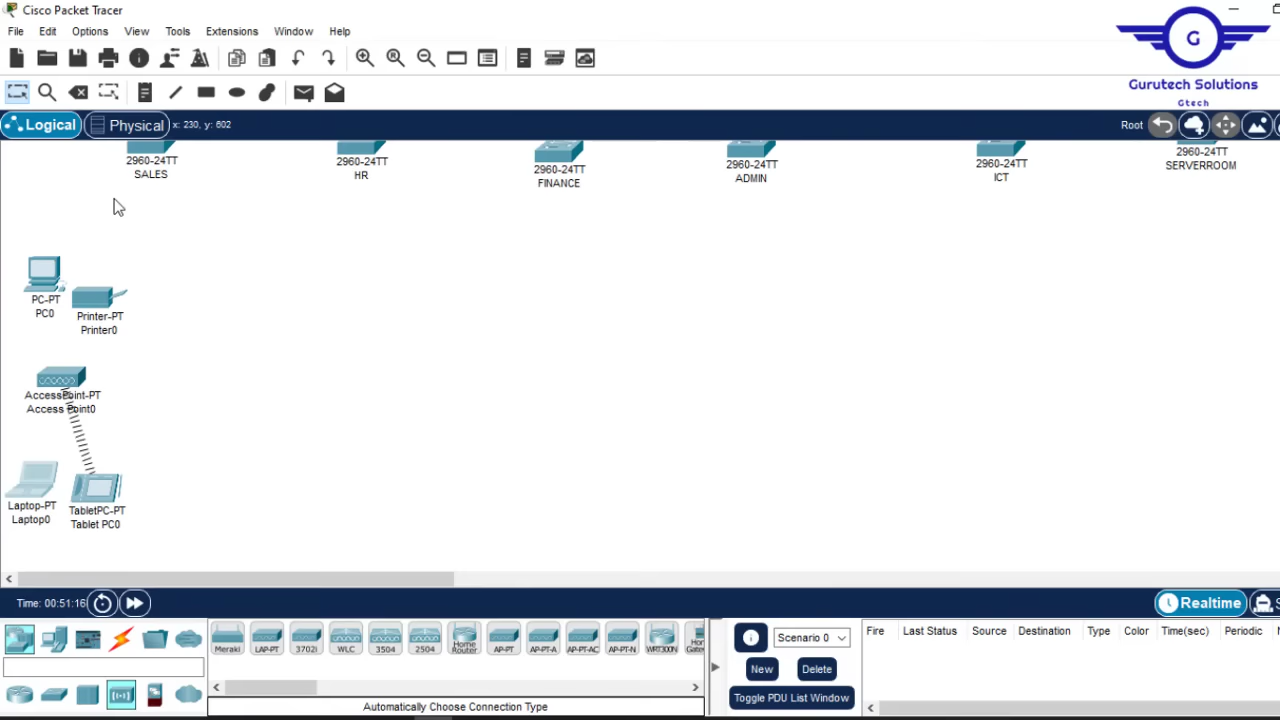 Cisco Packet Tracer
File Edit Options View Tools Extensions Window Help
G
Gurutech Solutions
Gtech
Logical Physical x: 230, y: 602 Root
2960-24TT
SALES
2960-24TT
HR
2960-24TT
FINANCE
2960-24TT
ADMIN
2960-24TT
ICT
2960-24TT
SERVERROOM
PC-PT
PC0
Printer-PT
Printer0
AccessPoint-PT
Access Point0
Laptop-PT
Laptop0
TabletPC-PT
Tablet PC0
Time: 00:51:16 Realtime
Meraki LAP-PT 3702i WLC 3504 2504 Home Router AP-PT AP-PT-A AP-PT-AC AP-PT-N WRT300N
Automatically Choose Connection Type
Scenario 0
New Delete
Toggle PDU List Window
Fire Last Status Source Destination Type Color Time(sec) Periodic